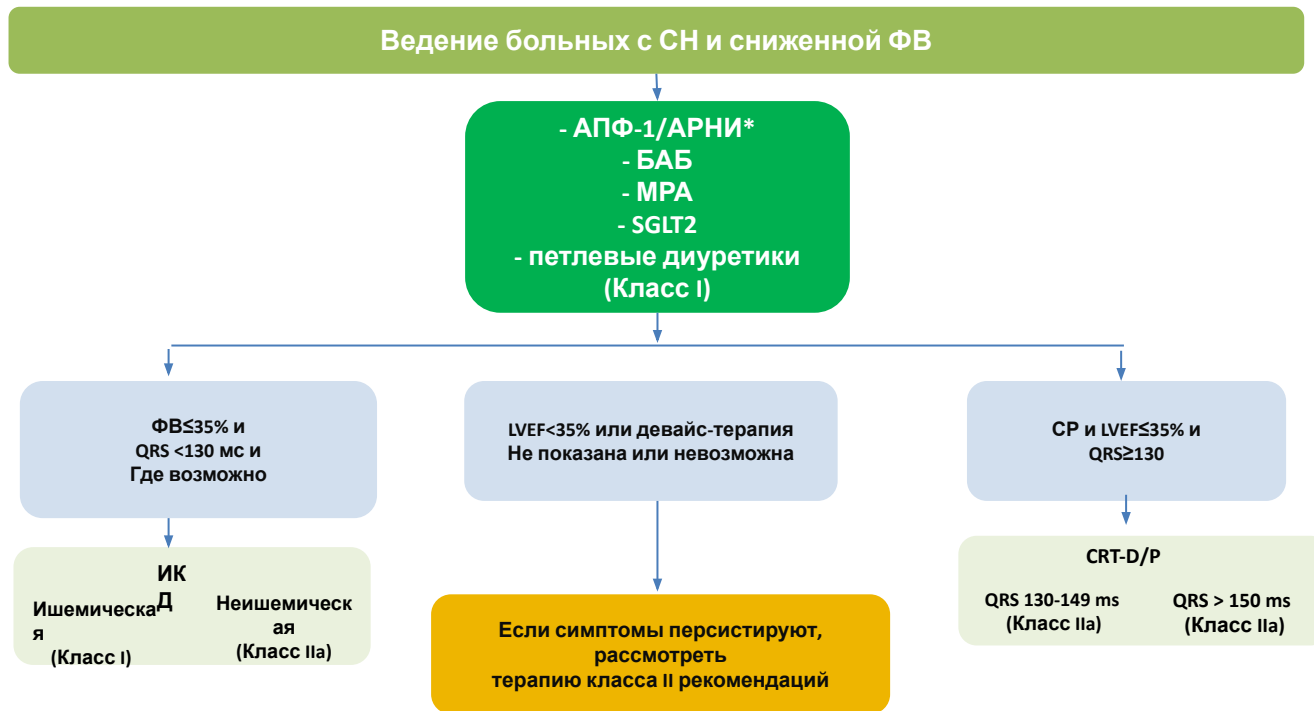 Ведение больных с СН и сниженной ФВ
- АПФ-1/АРНИ*
- БАБ
- МРА
- SGLT2
- петлевые диуретики
(Класс I)
ФВ≤35% и
QRS <130 мс и
Где возможно
LVEF<35% или девайс-терапия
Не показана или невозможна
СР и LVEF≤35% и
QRS≥130
ИК
Д
Ишемическа
я
(Класс I)
Неишемическ
ая
(Класс IIa)
Если симптомы персистируют,
рассмотреть
терапию класса II рекомендаций
CRT-D/P
QRS 130-149 ms
(Класс IIa)
QRS > 150 ms
(Класс IIa)